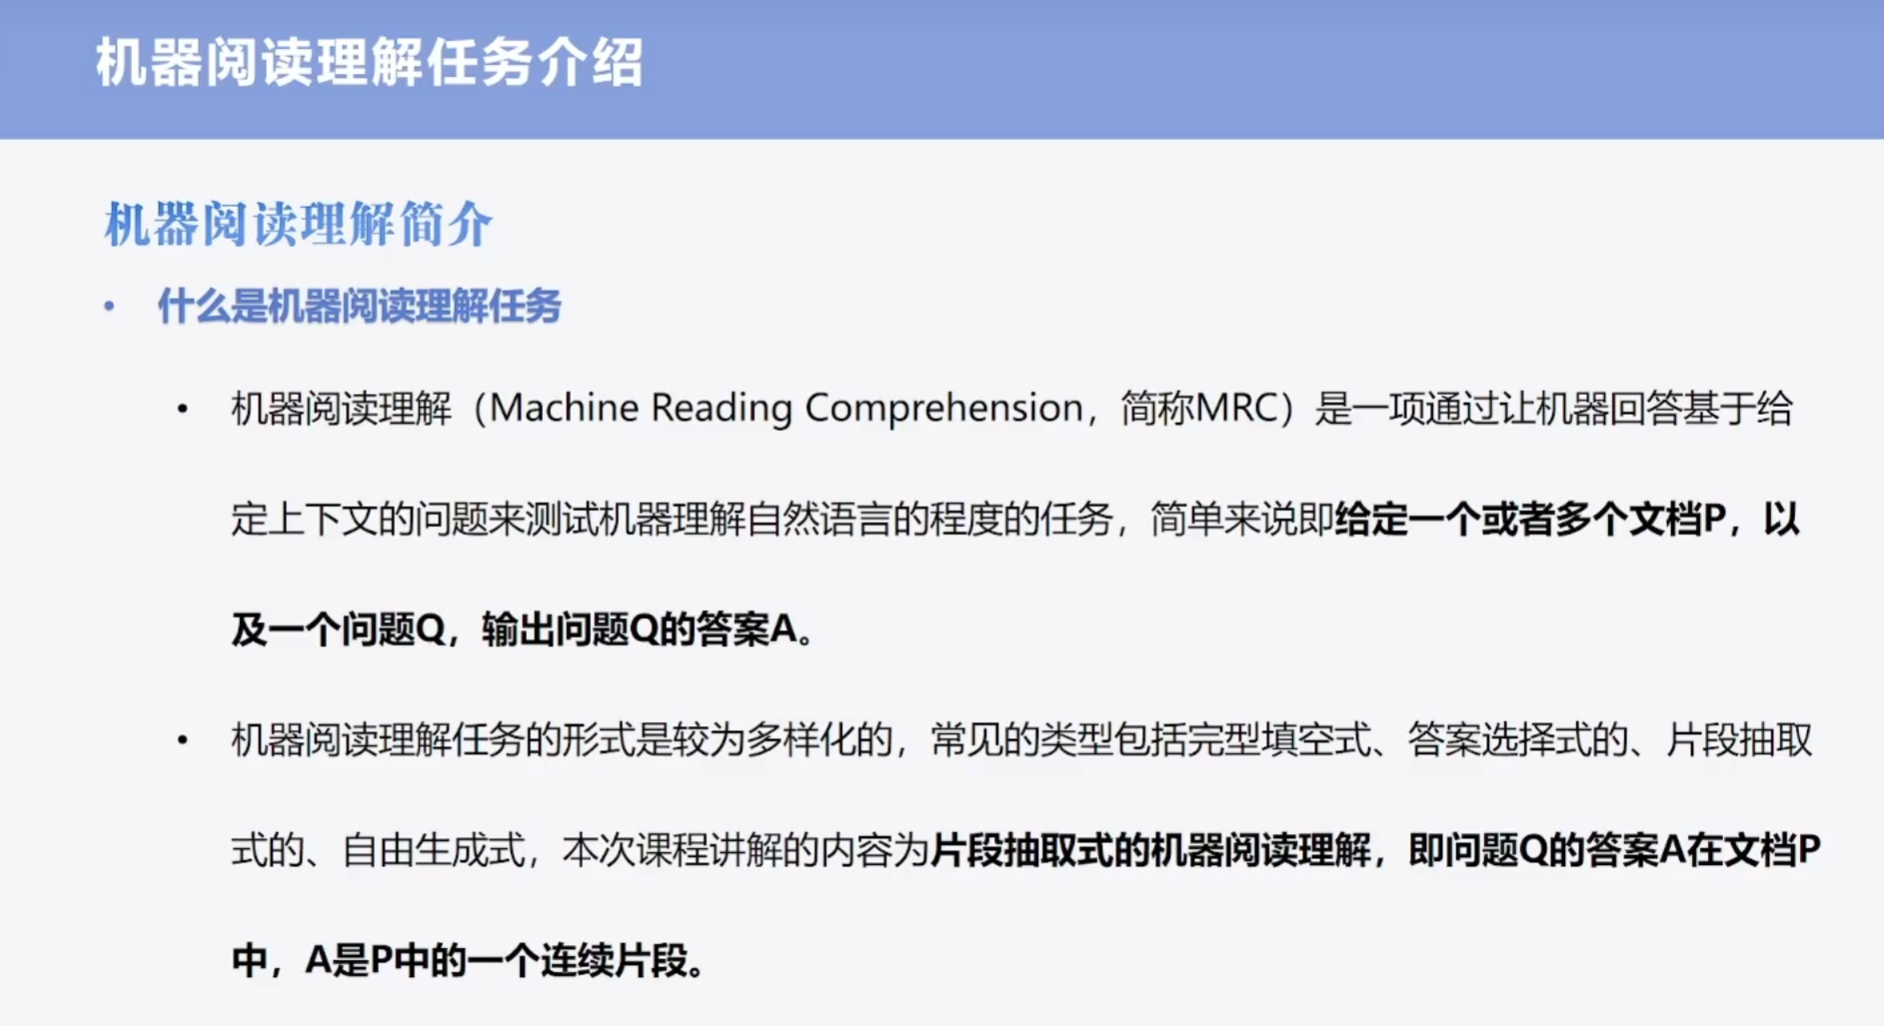 机器阅读理解任务介绍
机器阅读理解简介
• 什么是机器阅读理解任务
• 机器阅读理解（Machine Reading Comprehension，简称MRC）是一项通过让机器回答基于给
定上下文的问题来测试机器理解自然语言的程度的任务，简单来说即给定一个或者多个文档P，以
及一个问题Q，输出问题Q的答案A。
• 机器阅读理解任务的形式是较为多样化的，常见的类型包括完型填空式、答案选择式的、片段抽取
式的、自由生成式，本次课程讲解的内容为片段抽取式的机器阅读理解，即问题Q的答案A在文档P
中，A是P中的一个连续片段。